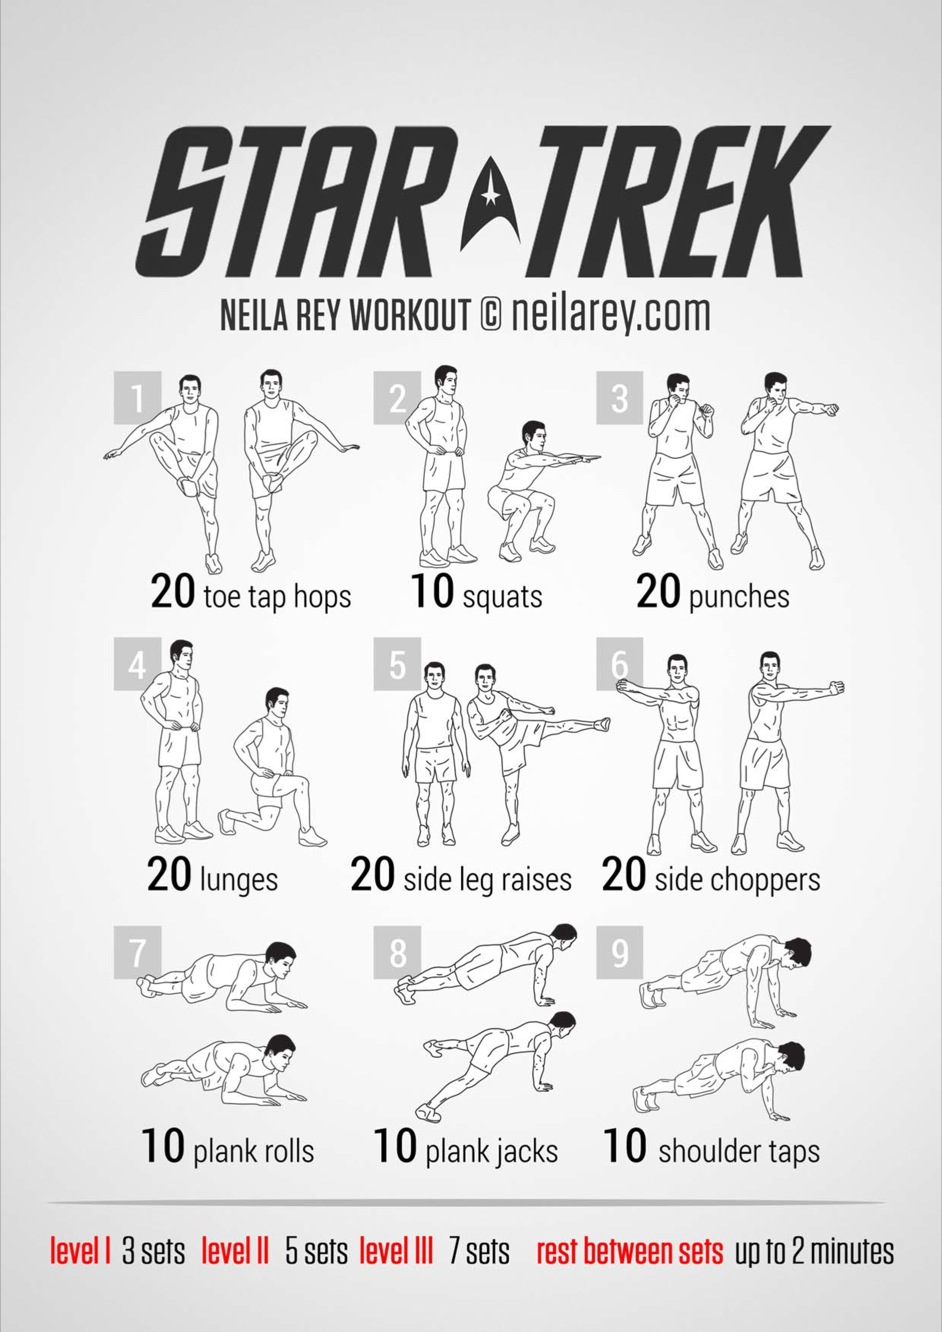 STAR TREK
NEILA REY WORKOUT © neilarey.com
1
2
3
20 toe tap hops
10 squats
20 punches
4
5
6
20 lunges
20 side leg raises
20 side choppers
7
8
9
10 plank rolls
10 plank jacks
10 shoulder taps
level I 3 sets level II 5 sets level III 7 sets rest between sets up to 2 minutes